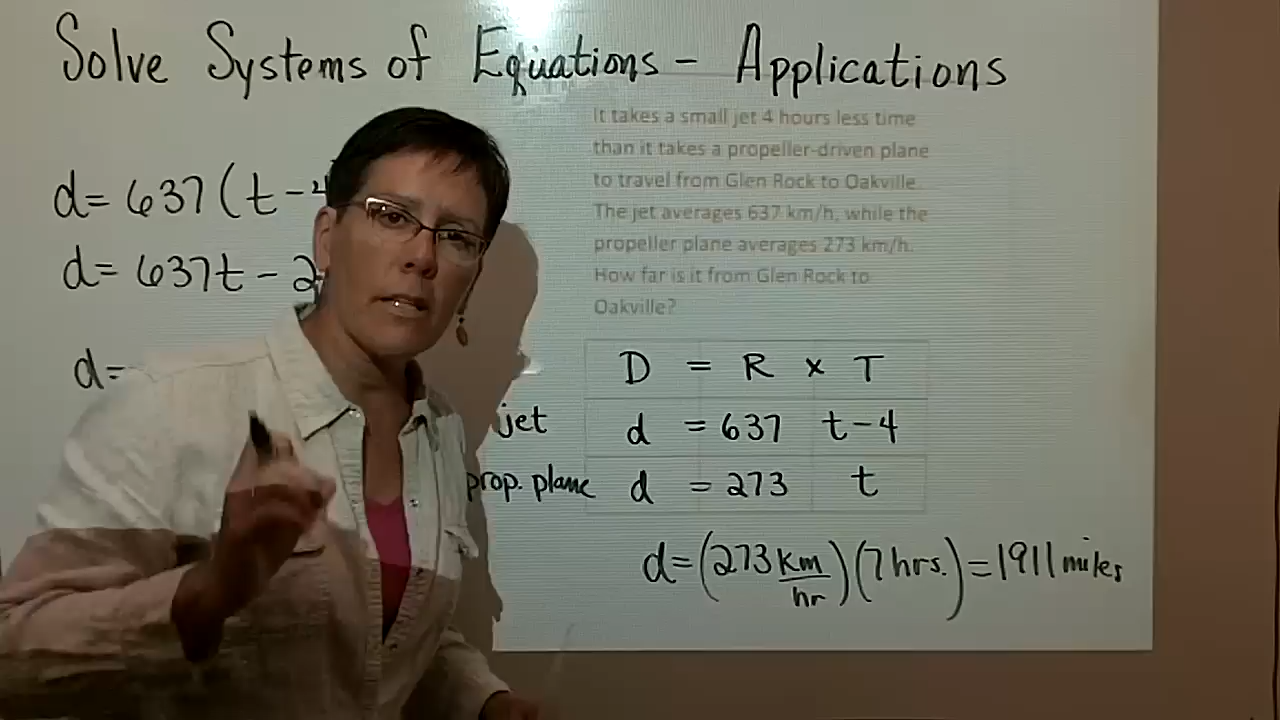 Solve Systems of Equations - Applications
d = 637(t-4
d = 637t - 2
d =
It takes a small jet 4 hours less time
than it takes a propeller-driven plane
to travel from Glen Rock to Oakville.
The jet averages 637 km/h, while the
propeller plane averages 273 km/h.
How far is it from Glen Rock to
Oakville?
D = R x T
jet d = 637 t-4
prop. plane d = 273 t
d = (273 km/hr)(7 hrs.) = 1911 miles